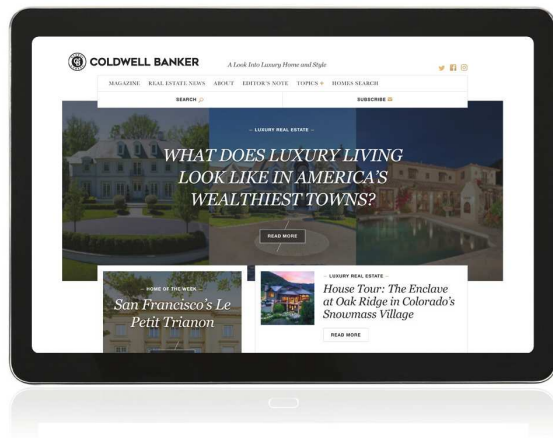 COLDWELL BANKER
A Look Into Luxury Home and Style
MAGAZINE REAL ESTATE NEWS ABOUT EDITOR'S NOTE TOPICS + HOMES SEARCH
SEARCH
SUBSCRIBE
– LUXURY REAL ESTATE –
WHAT DOES LUXURY LIVING
LOOK LIKE IN AMERICA'S
WEALTHIEST TOWNS?
READ MORE
– HOME OF THE WEEK –
San Francisco's Le
Petit Trianon
– LUXURY REAL ESTATE –
House Tour: The Enclave
at Oak Ridge in Colorado's
Snowmass Village
READ MORE